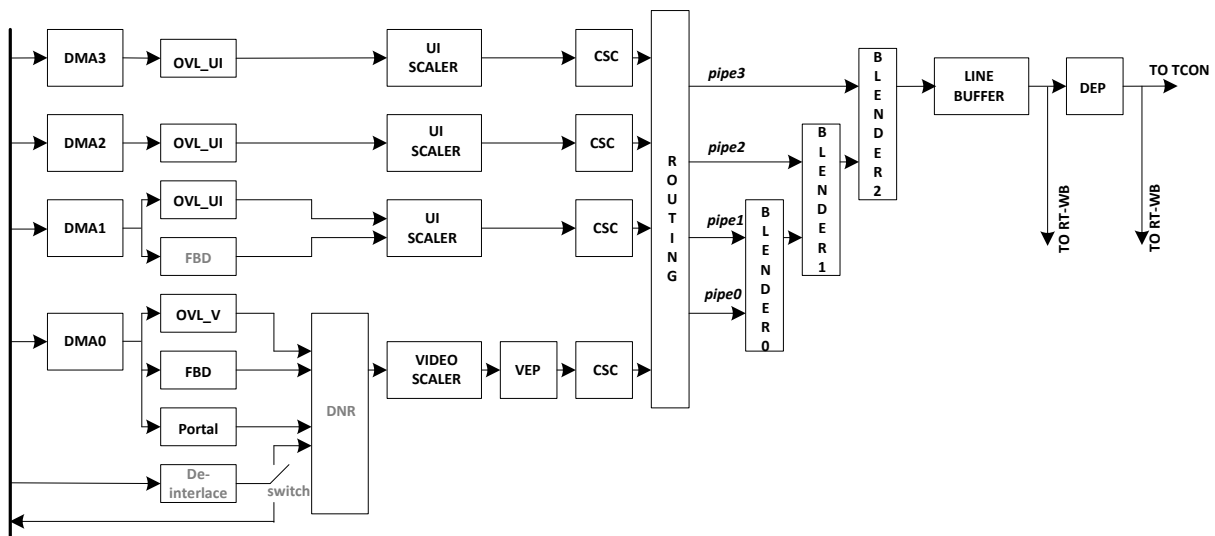 DMA3
OVL_UI
UI
SCALER
CSC
DMA2
OVL_UI
UI
SCALER
CSC
DMA1
OVL_UI
FBD
UI
SCALER
CSC
DMA0
OVL_V
FBD
Portal
De-
interlace
switch
DNR
VIDEO
SCALER
VEP
CSC
R
O
U
T
I
N
G
pipe3
pipe2
pipe1
pipe0
B
L
E
N
D
E
R
0
B
L
E
N
D
E
R
1
B
L
E
N
D
E
R
2
LINE
BUFFER
DEP
TO TCON
TO RT-WB
TO RT-WB